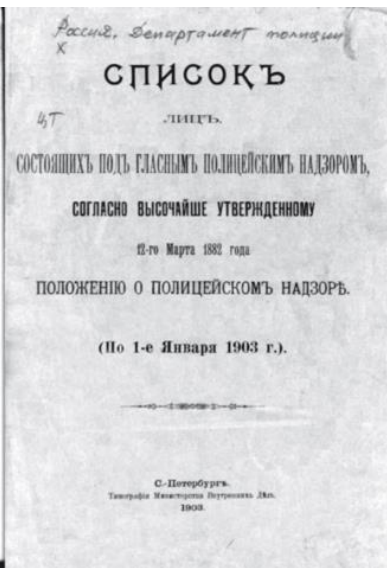 Россия. Департамент полиции
X
СПИСОКЪ
ЦТ
ЛИЦЪ.
СОСТОЯЩИХЪ ПОДЪ ГЛАСНЫМЪ ПОЛИЦЕЙСКИМЪ НАДЗОРОМЪ,
СОГЛАСНО ВЫСОЧАЙШЕ УТВЕРЖДЕННОМУ
12-го Марта 1882 года
ПОЛОЖЕНІЮ О ПОЛИЦЕЙСКОМЪ НАДЗОРѢ.
(По 1-е Января 1903 г.).
С.-Петербургъ.
Типографія Министерства Внутреннихъ Дѣлъ.
1903.